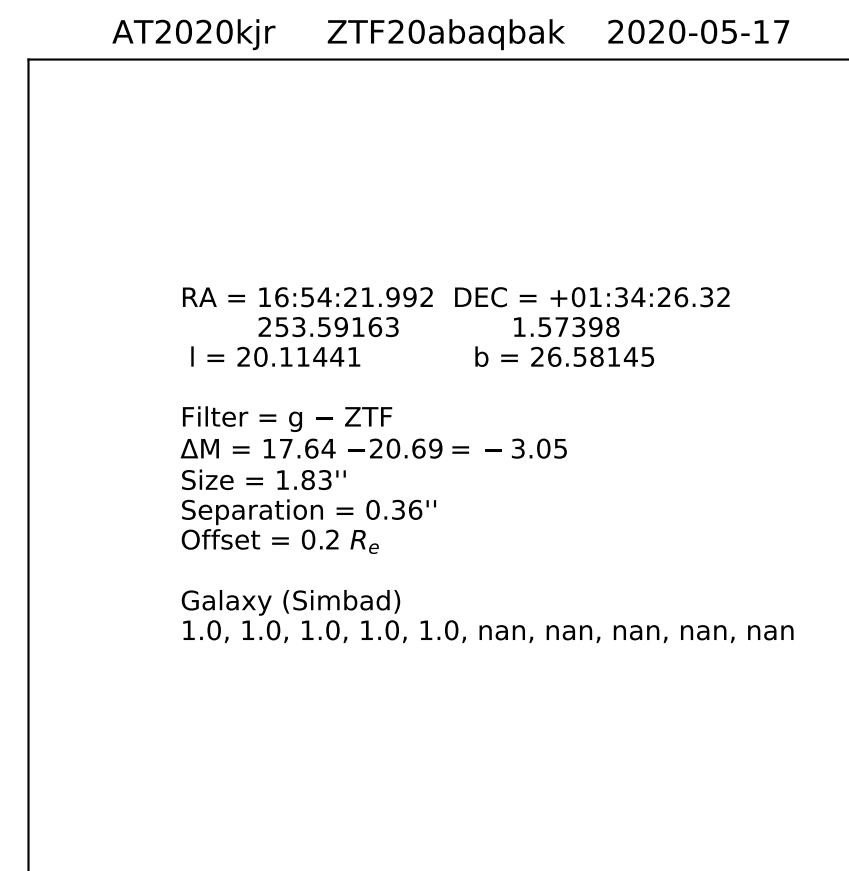 AT2020kjr ZTF20abaqbak 2020-05-17
RA = 16:54:21.992 DEC = +01:34:26.32
253.59163 1.57398
l = 20.11441 b = 26.58145
Filter = g − ZTF
ΔM = 17.64 −20.69 = − 3.05
Size = 1.83''
Separation = 0.36''
Offset = 0.2 Re
Galaxy (Simbad)
1.0, 1.0, 1.0, 1.0, 1.0, nan, nan, nan, nan, nan